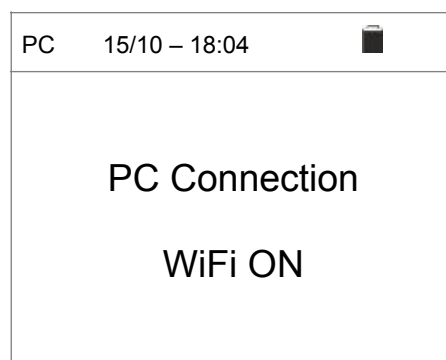 PC 15/10 – 18:04
PC Connection
WiFi ON